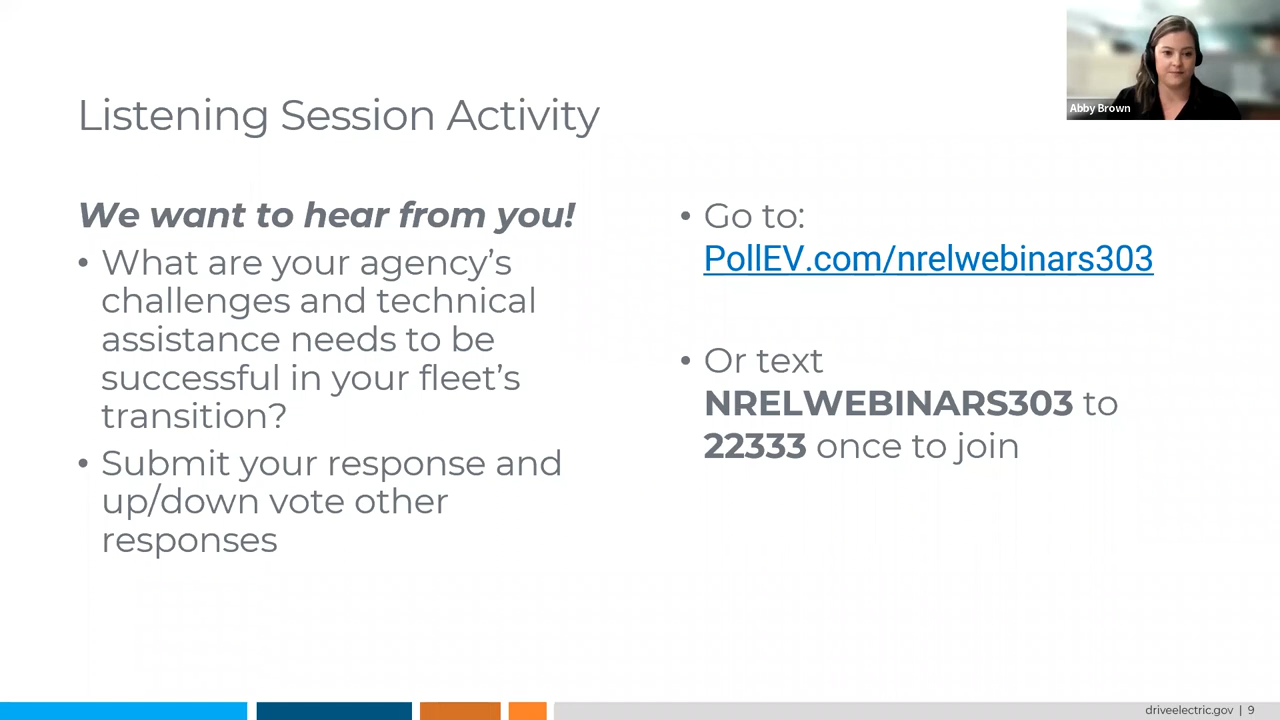 Abby Brown
Listening Session Activity
We want to hear from you!
• What are your agency’s
challenges and technical
assistance needs to be
successful in your fleet’s
transition?
• Submit your response and
up/down vote other
responses
• Go to:
PollEV.com/nrelwebinars303
• Or text
NRELWEBINARS303 to
22333 once to join
driveelectric.gov | 9